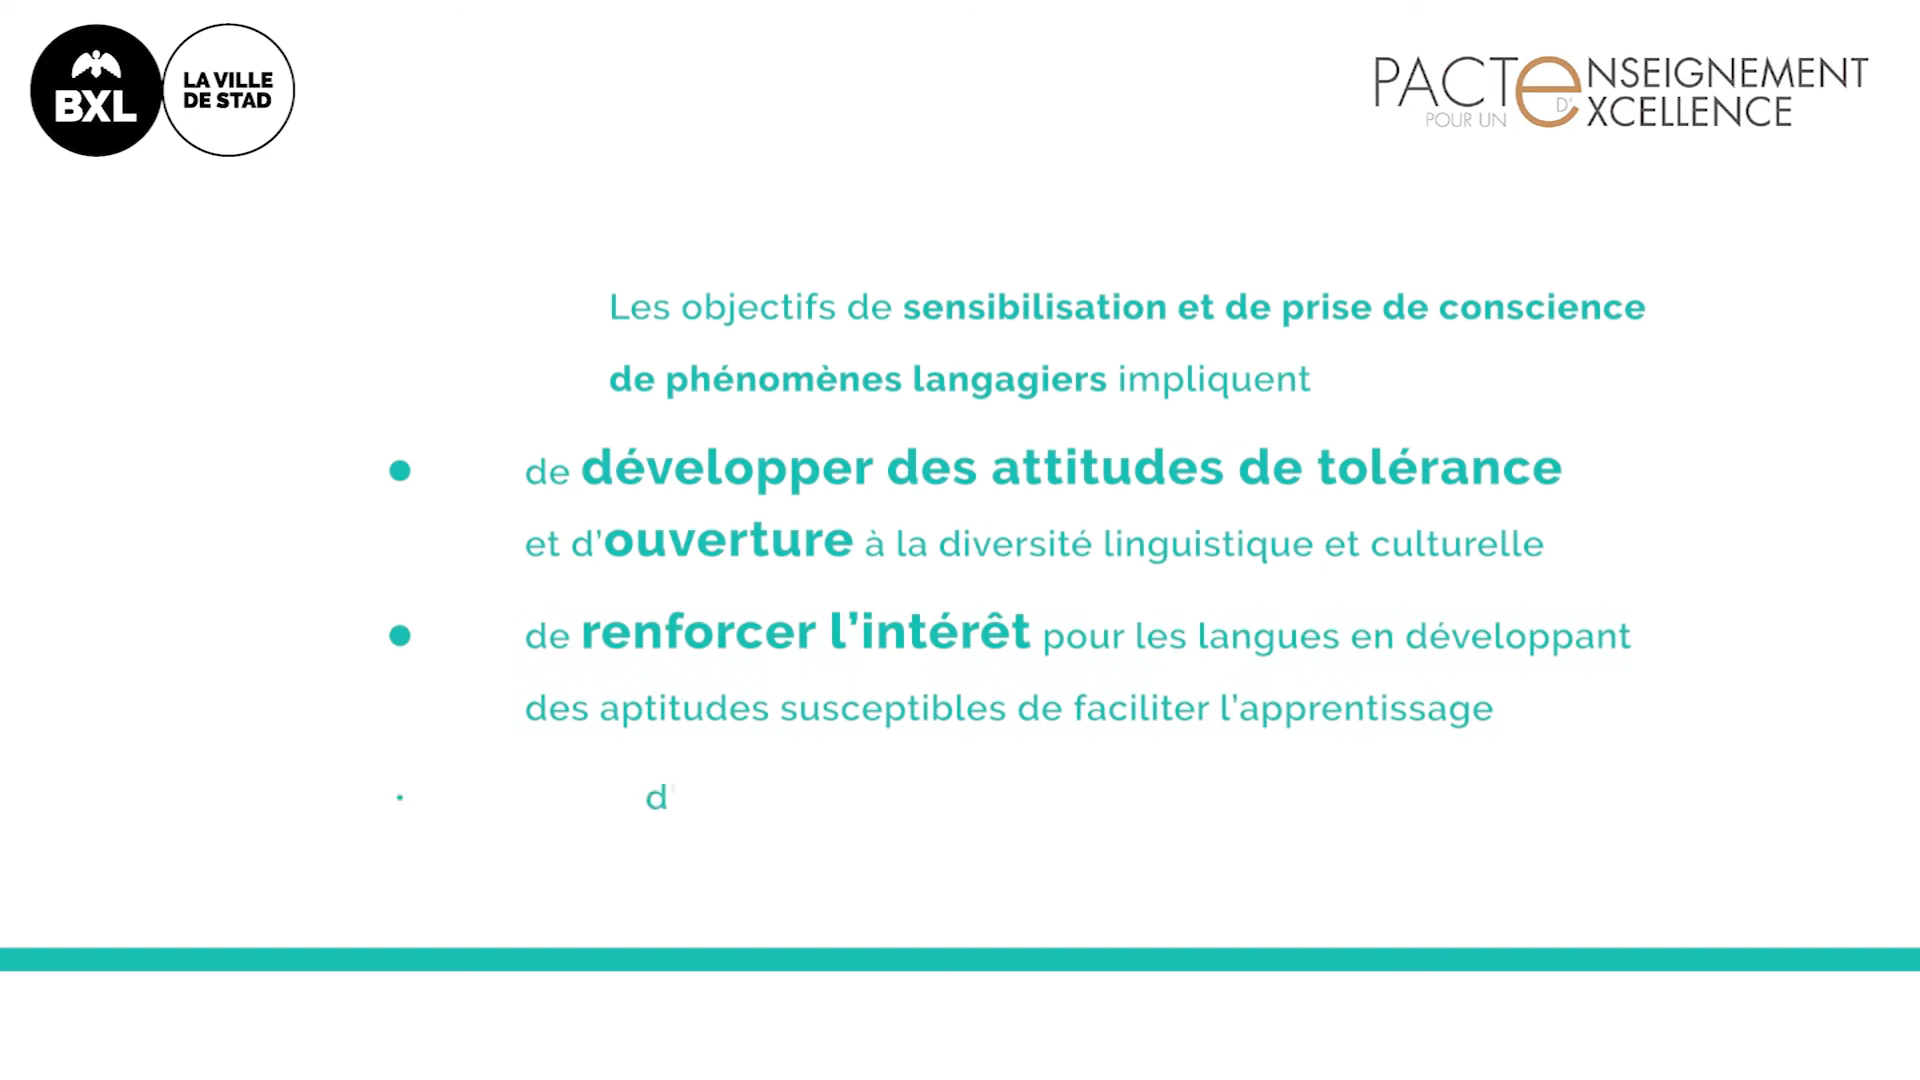 BXL
LA VILLE
DE STAD
PACTe NSEIGNEMENT
POUR UN D'XCELLENCE
Les objectifs de sensibilisation et de prise de conscience
de phénomènes langagiers impliquent
• de développer des attitudes de tolérance
et d’ouverture à la diversité linguistique et culturelle
• de renforcer l’intérêt pour les langues en développant
des aptitudes susceptibles de faciliter l’apprentissage
• d’